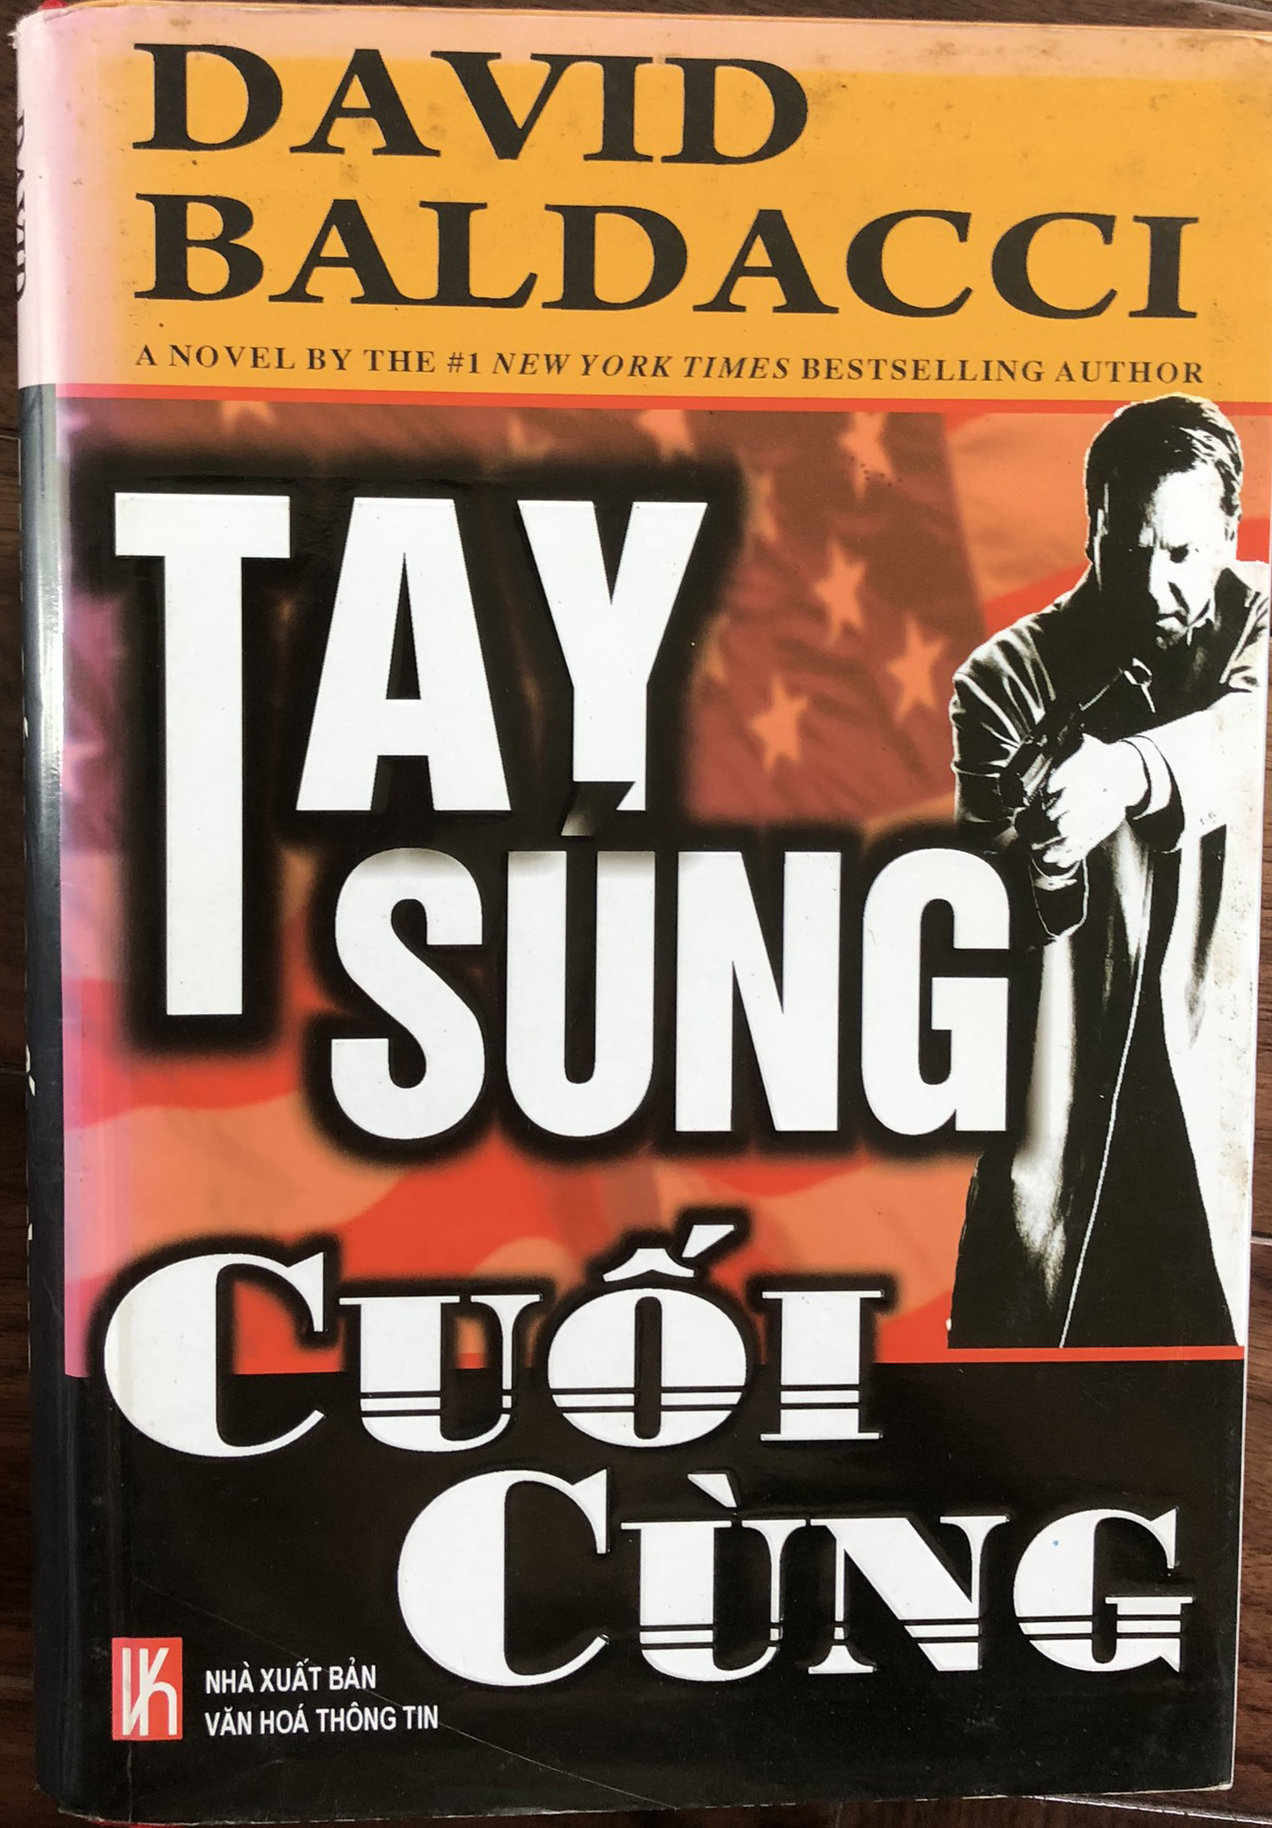 DAVID
BALDACCI
A NOVEL BY THE #1 NEW YORK TIMES BESTSELLING AUTHOR
TAY
SÚNG
CUỐI
CÙNG
NHÀ XUẤT BẢN
VĂN HOÁ THÔNG TIN
DAVID